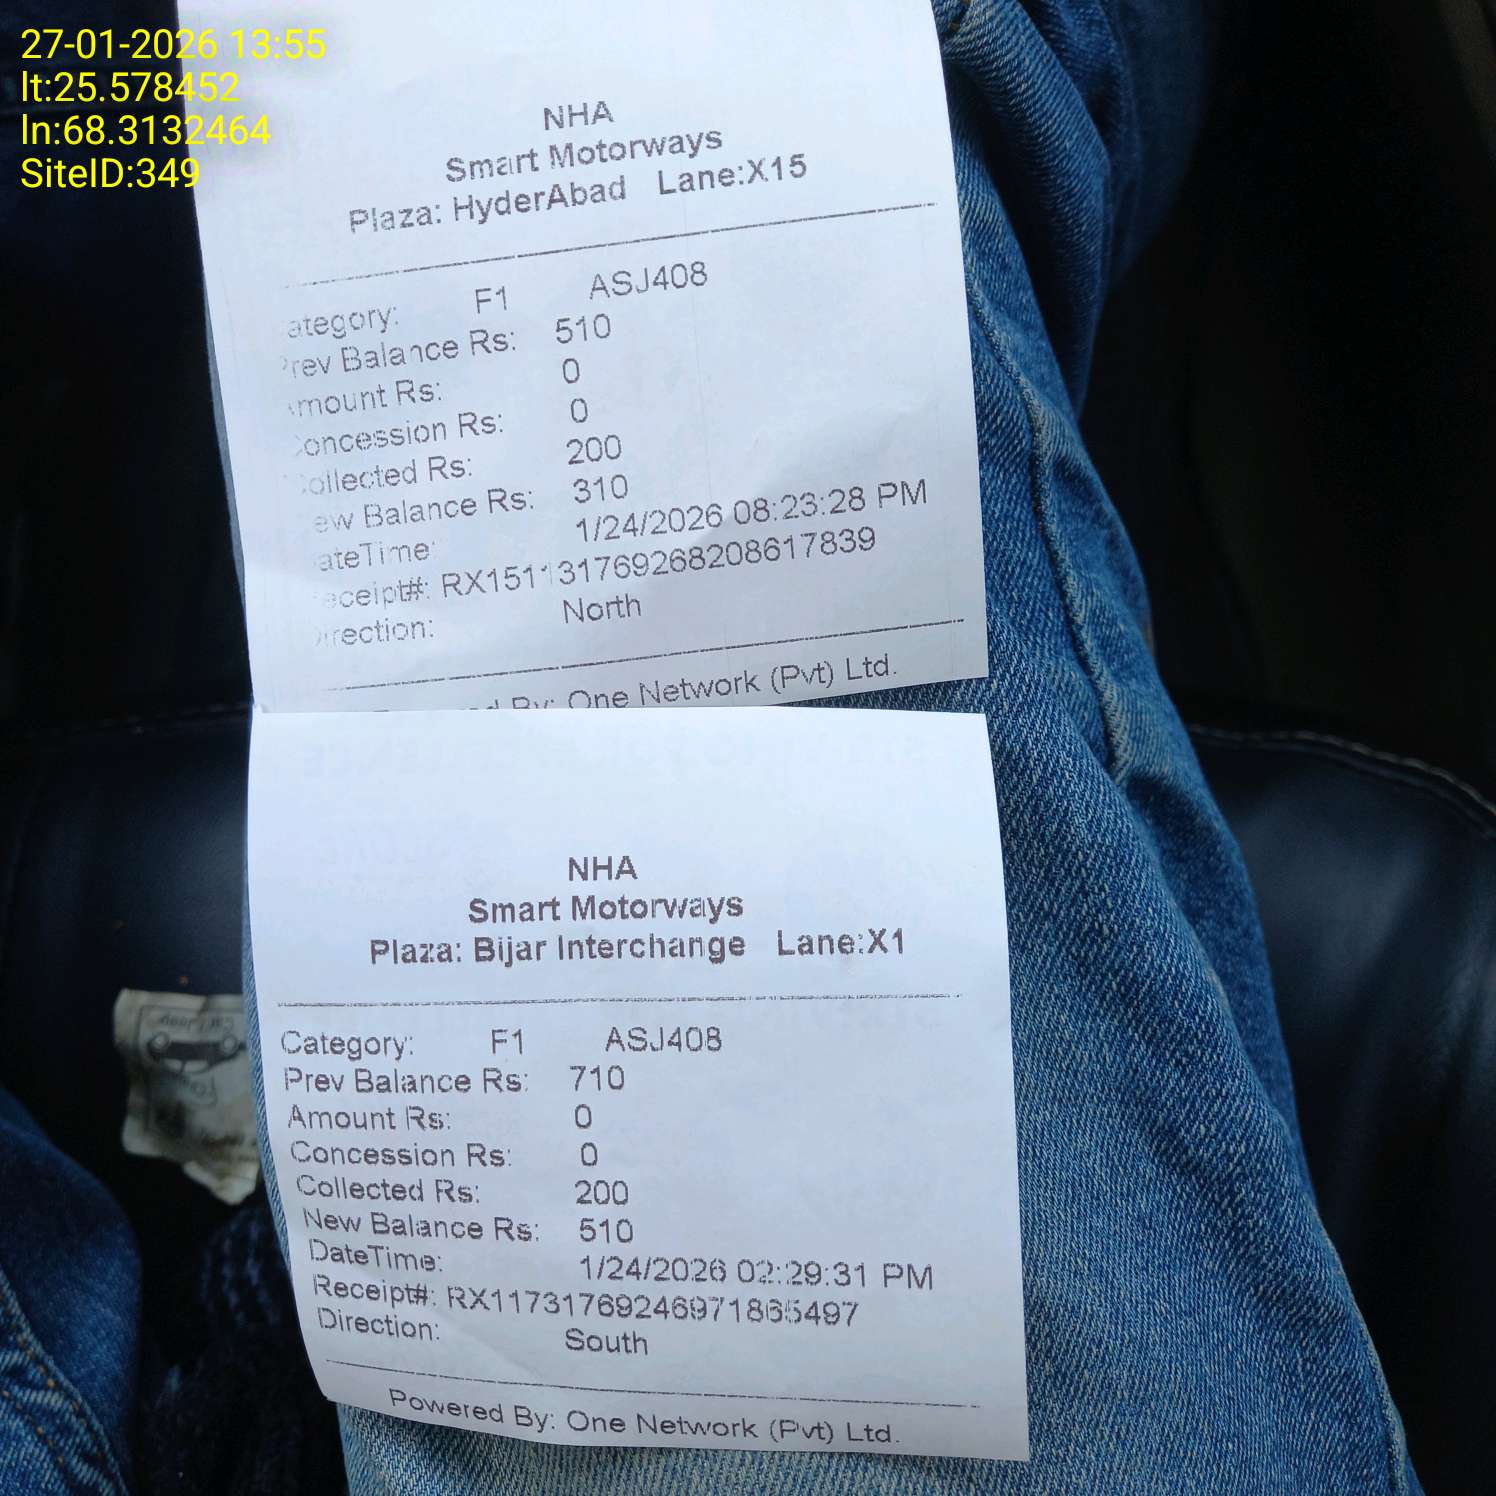 27-01-2026 13:55
lt:25.578452
ln:68.3132464
SiteID:349
NHA
Smart Motorways
Plaza: HyderAbad Lane:X15
ategory: F1 ASJ408
rev Balance Rs: 510
mount Rs: 0
oncession Rs: 0
ollected Rs: 200
ew Balance Rs: 310
ateTime: 1/24/2026 08:23:28 PM
eceipt#: RX151131769268208617839
irection: North
By: One Network (Pvt) Ltd.
NHA
Smart Motorways
Plaza: Bijar Interchange Lane:X1
Category: F1 ASJ408
Prev Balance Rs: 710
Amount Rs: 0
Concession Rs: 0
Collected Rs: 200
New Balance Rs: 510
DateTime: 1/24/2026 02:29:31 PM
Receipt#: RX11731769246971865497
Direction: South
Powered By: One Network (Pvt) Ltd.